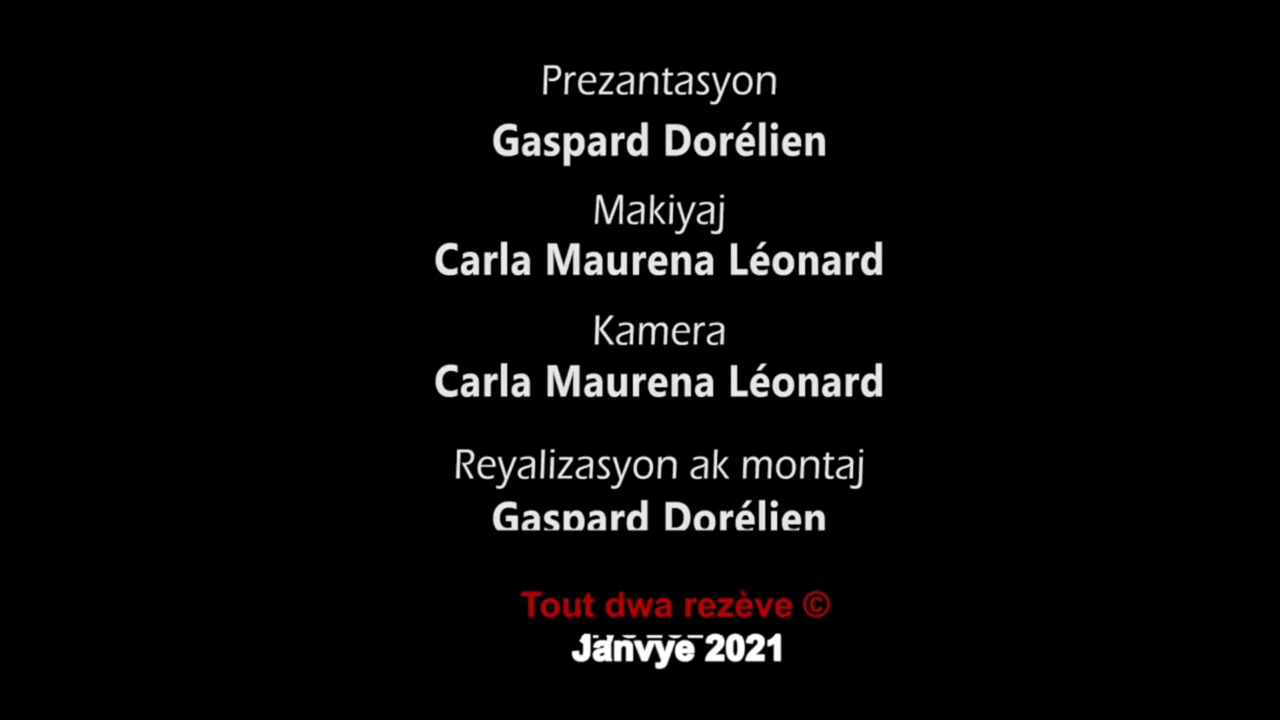 Prezantasyon
Gaspard Dorélien
Makiyaj
Carla Maurena Léonard
Kamera
Carla Maurena Léonard
Reyalizasyon ak montaj
Gaspard Dorélien
Tout dwa rezève ©
Janvye 2021